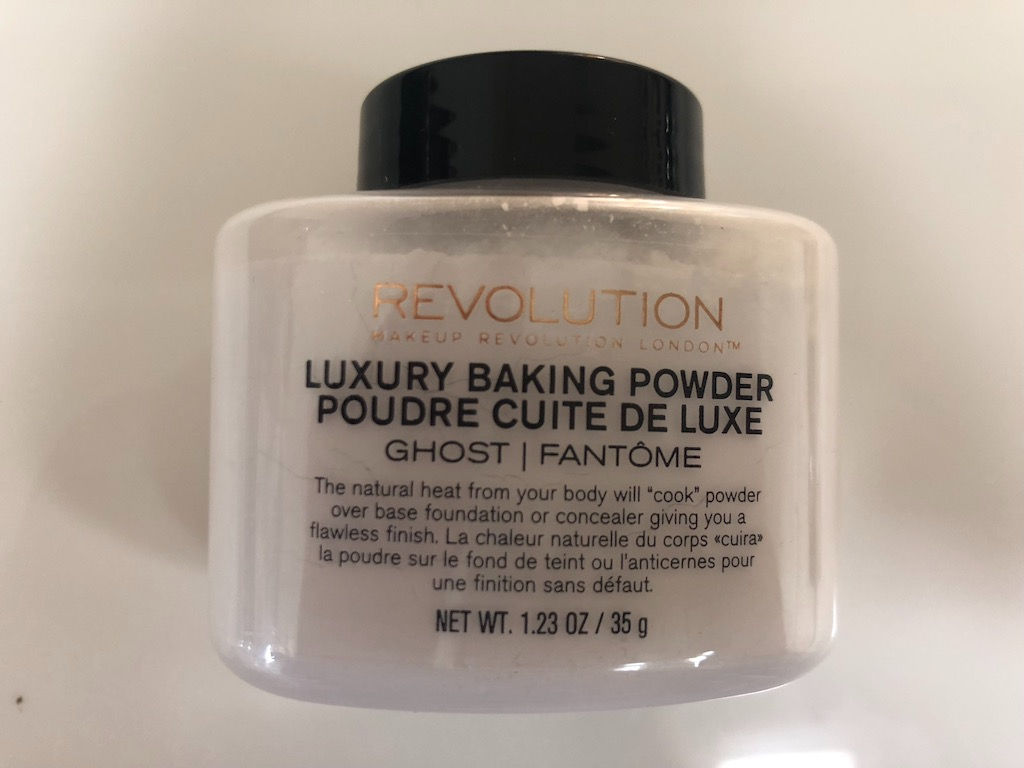 REVOLUTION
MAKEUP REVOLUTION LONDON™
LUXURY BAKING POWDER
POUDRE CUITE DE LUXE
GHOST | FANTÔME
The natural heat from your body will “cook” powder
over base foundation or concealer giving you a
flawless finish. La chaleur naturelle du corps «cuira»
la poudre sur le fond de teint ou l'anticernes pour
une finition sans défaut.
NET WT. 1.23 OZ / 35 g